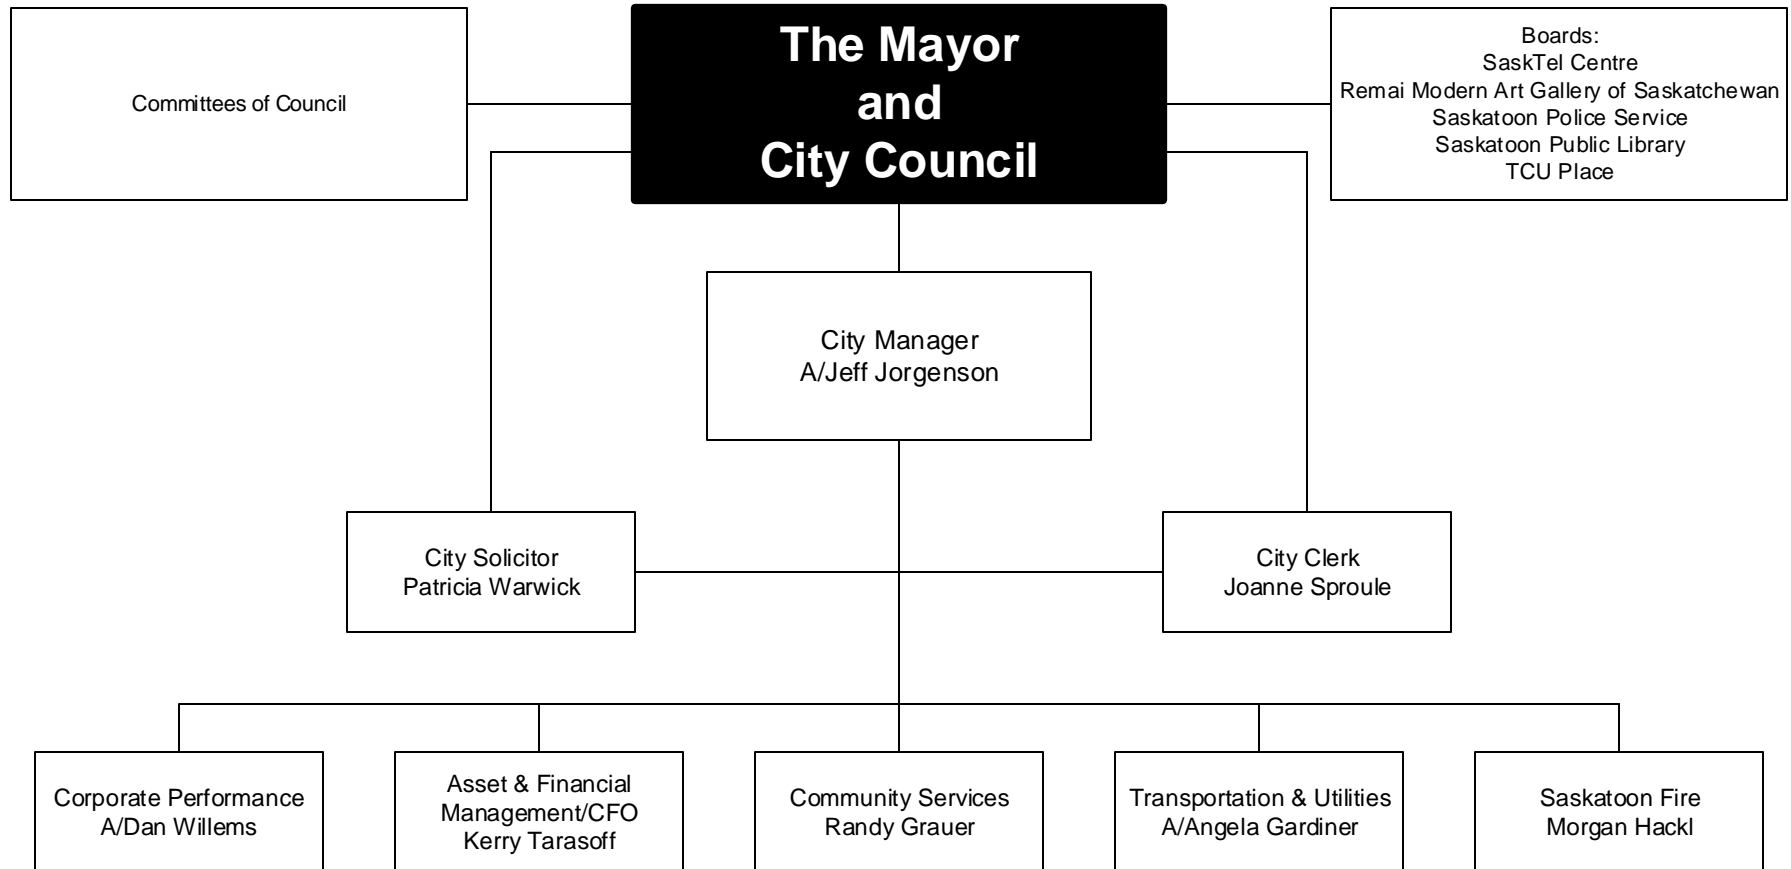 Committees of Council
The Mayor
and
City Council
Boards:
SaskTel Centre
Remai Modern Art Gallery of Saskatchewan
Saskatoon Police Service
Saskatoon Public Library
TCU Place
City Manager
A/Jeff Jorgenson
City Solicitor
Patricia Warwick
City Clerk
Joanne Sproule
Corporate Performance
A/Dan Willems
Asset & Financial
Management/CFO
Kerry Tarasoff
Community Services
Randy Grauer
Transportation & Utilities
A/Angela Gardiner
Saskatoon Fire
Morgan Hackl